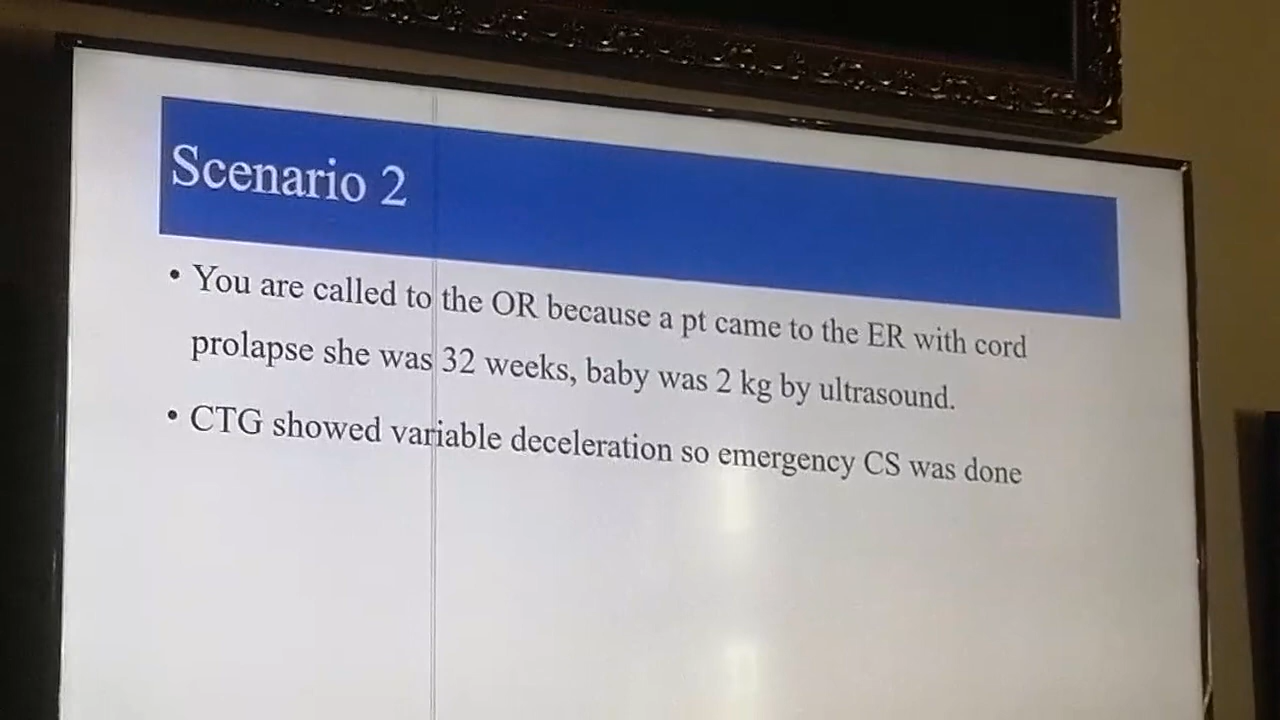 Scenario 2
• You are called to the OR because a pt came to the ER with cord
prolapse she was 32 weeks, baby was 2 kg by ultrasound.
• CTG showed variable deceleration so emergency CS was done